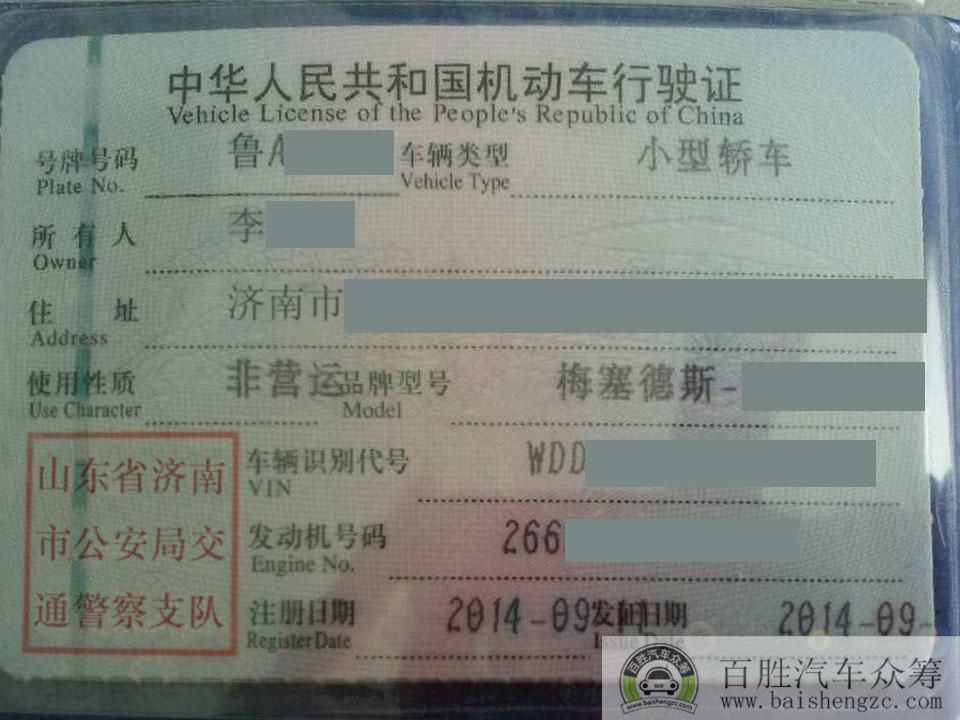 中华人民共和国机动车行驶证
Vehicle License of the People's Republic of China
号牌号码 鲁A 车辆类型 小型轿车
Plate No. Vehicle Type
所有人 李
Owner
住址 济南市
Address
使用性质 非营运 品牌型号 梅塞德斯-
Use Character Model
山东省济南
市公安局交
通警察支队
车辆识别代号 WDD
VIN
发动机号码 266
Engine No.
注册日期 2014-09-11 发证日期 2014-09-
Register Date Issue Date
百胜汽车众筹
www.baishengzc.com
百胜汽车众筹
www.baishengzc.com